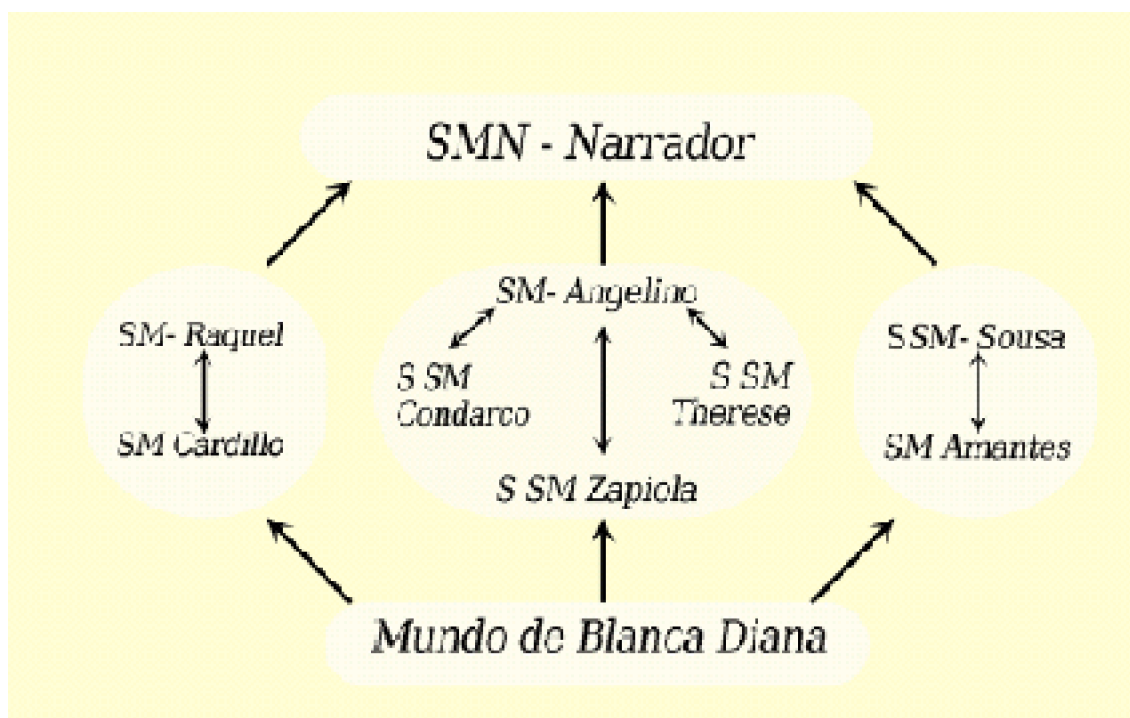 SMN - Narrador
SM- Angelino
SM- Raquel
S SM- Sousa
S SM
Condarco
S SM
Therese
SM Cardillo
SM Amantes
S SM Zapiola
Mundo de Blanca Diana